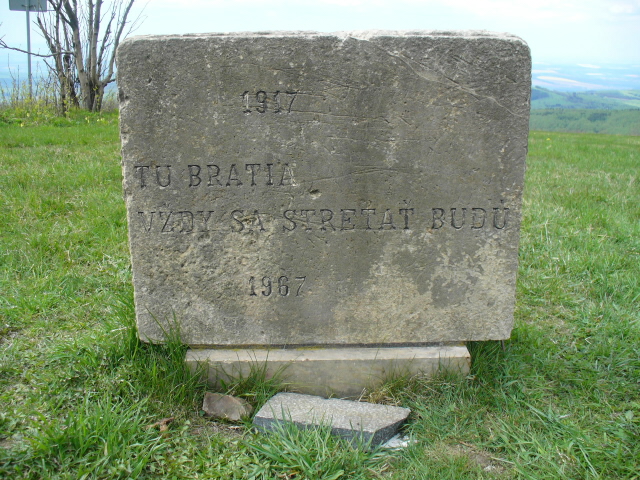 1917
TU BRATIA
VŽDY SA STRETAŤ BUDÚ
1967